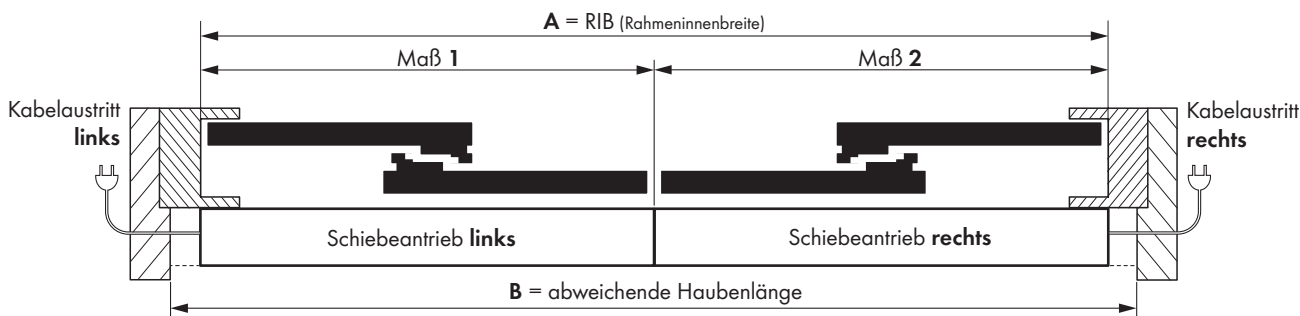 A = RIB (Rahmeninnenbreite)
Maß 1
Maß 2
Kabelaustritt
links
Kabelaustritt
rechts
Schiebeantrieb links
Schiebeantrieb rechts
B = abweichende Haubenlänge